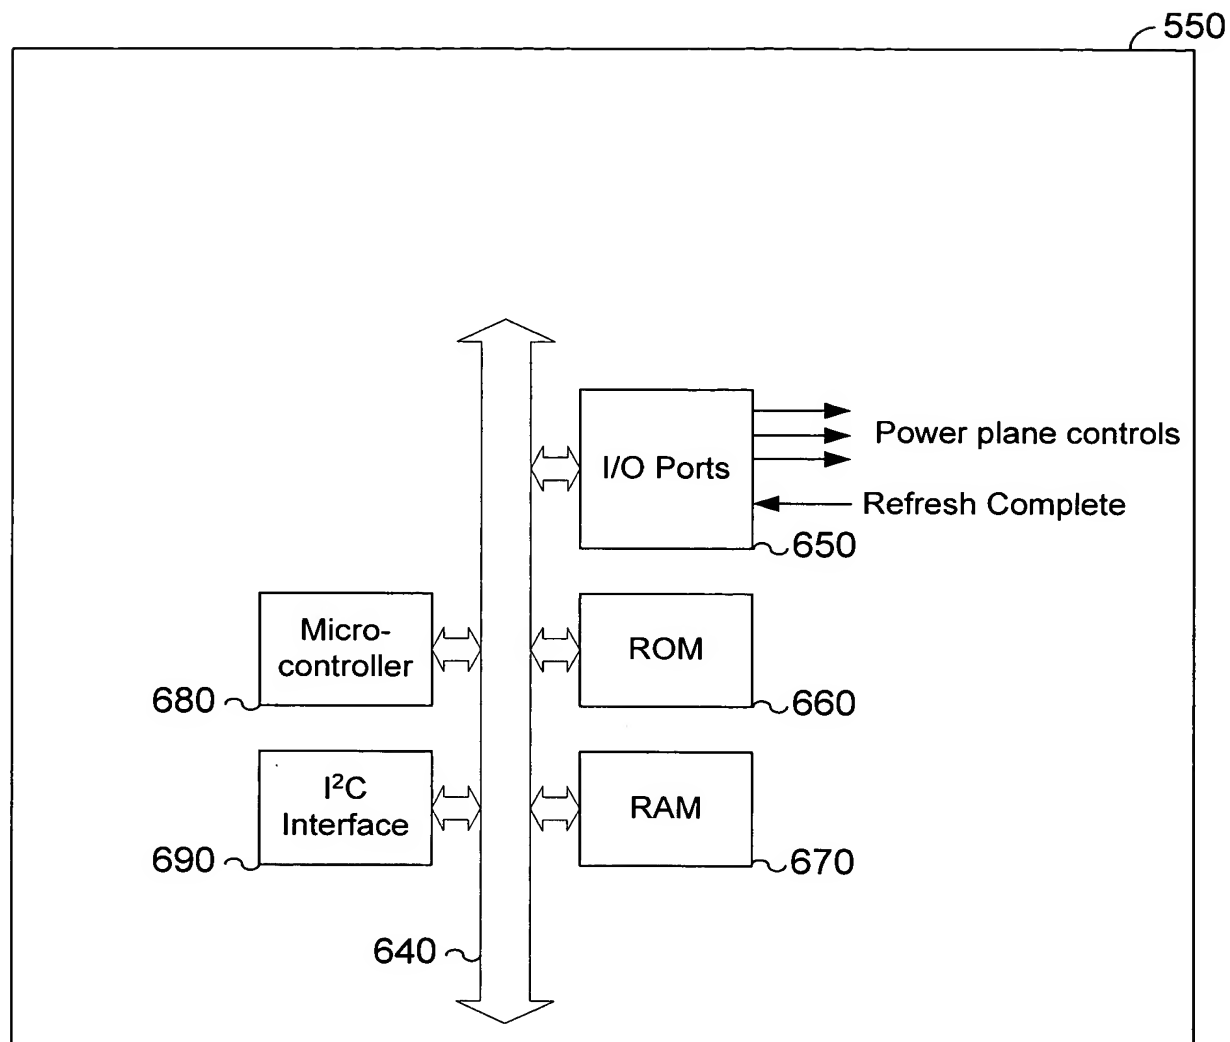 550
I/O Ports
Power plane controls
Refresh Complete
650
Micro-
controller
680
ROM
660
I²C
Interface
690
RAM
670
640